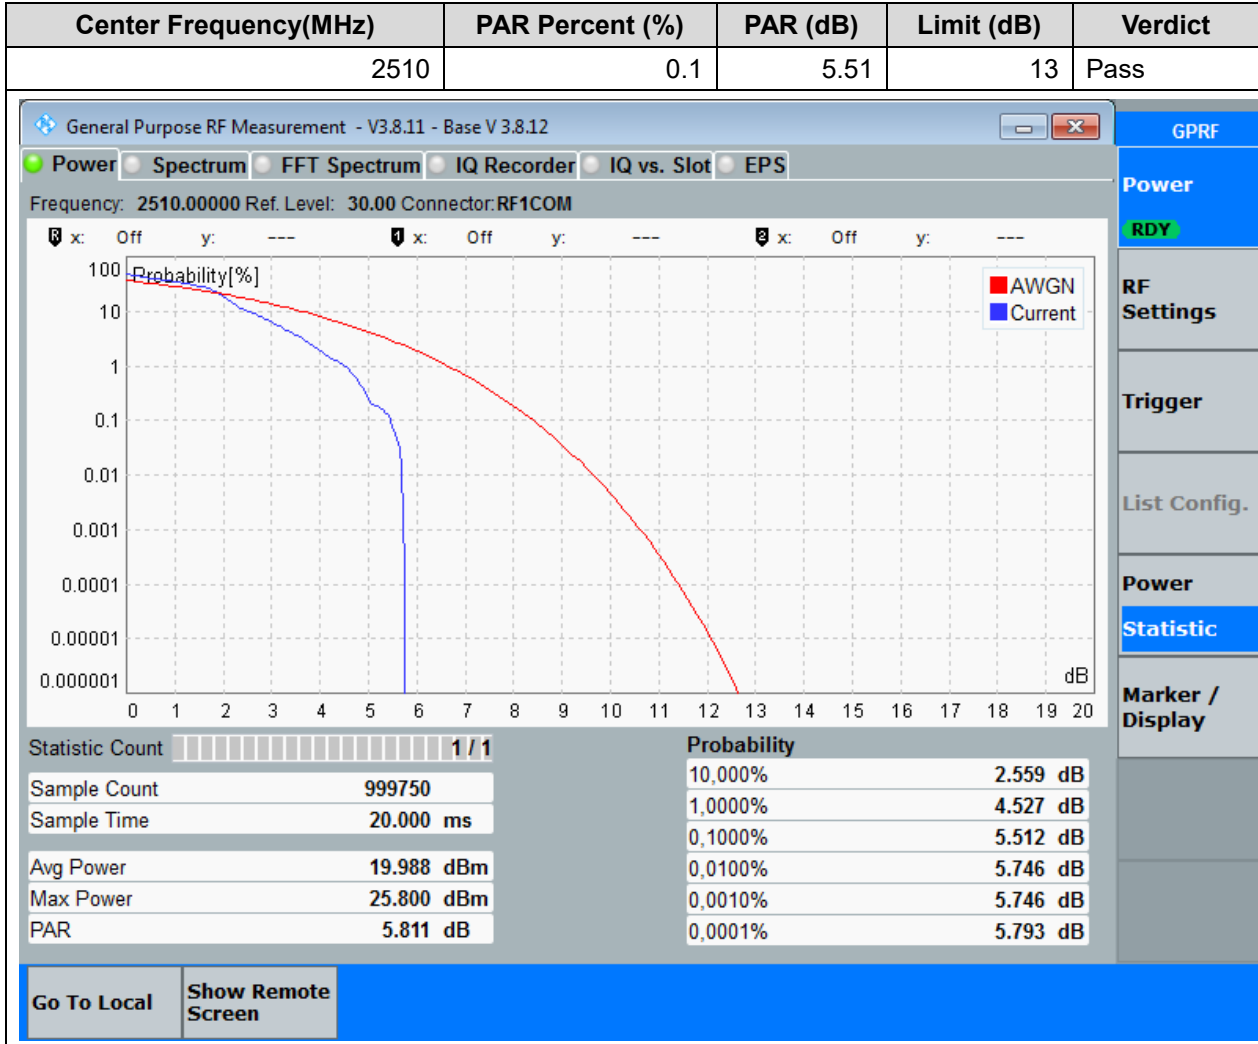 Center Frequency(MHz) PAR Percent (%) PAR (dB) Limit (dB) Verdict
2510 0.1 5.51 13 Pass
General Purpose RF Measurement - V3.8.11 - Base V 3.8.12
GPRF
Power Spectrum FFT Spectrum IQ Recorder IQ vs. Slot EPS
Frequency: 2510.00000 Ref. Level: 30.00 Connector: RF1COM
R x: Off y: --- 1 x: Off y: --- 2 x: Off y: ---
Probability[%]
AWGN
Current
100
10
1
0.1
0.01
0.001
0.0001
0.00001
0.000001
dB
0 1 2 3 4 5 6 7 8 9 10 11 12 13 14 15 16 17 18 19 20
Statistic Count 1 / 1
Sample Count 999750
Sample Time 20.000 ms
Avg Power 19.988 dBm
Max Power 25.800 dBm
PAR 5.811 dB
Probability
10,000% 2.559 dB
1,0000% 4.527 dB
0,1000% 5.512 dB
0,0100% 5.746 dB
0,0010% 5.746 dB
0,0001% 5.793 dB
Power
RDY
RF
Settings
Trigger
List Config.
Power
Statistic
Marker /
Display
Go To Local
Show Remote
Screen